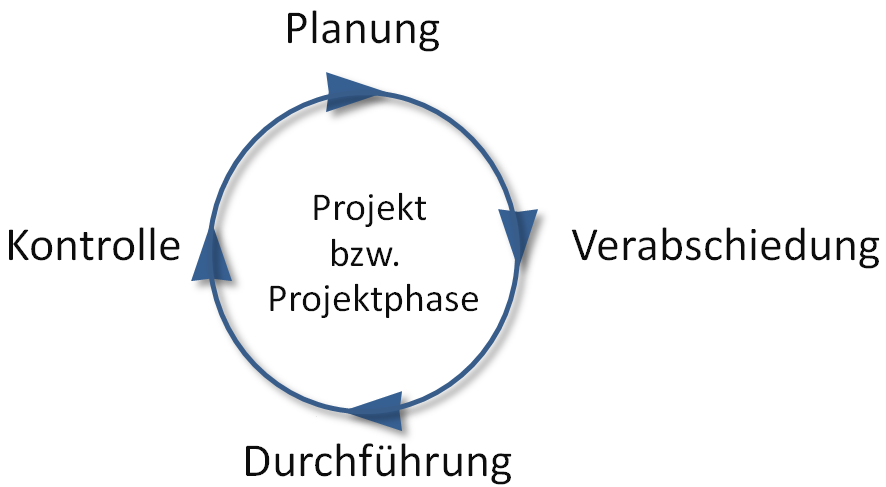 Planung
Kontrolle
Projekt
bzw.
Projektphase
Verabschiedung
Durchführung